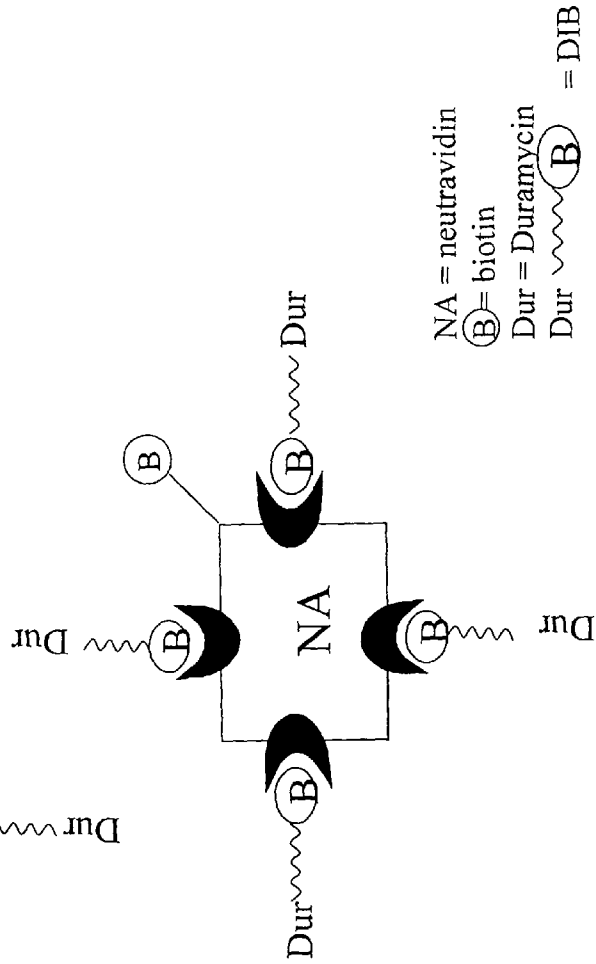 Dur
B
B
Dur
B
NA
B
Dur
B
Dur
Dur
NA = neutravidin
B = biotin
Dur = Duramycin
Dur B = DIB